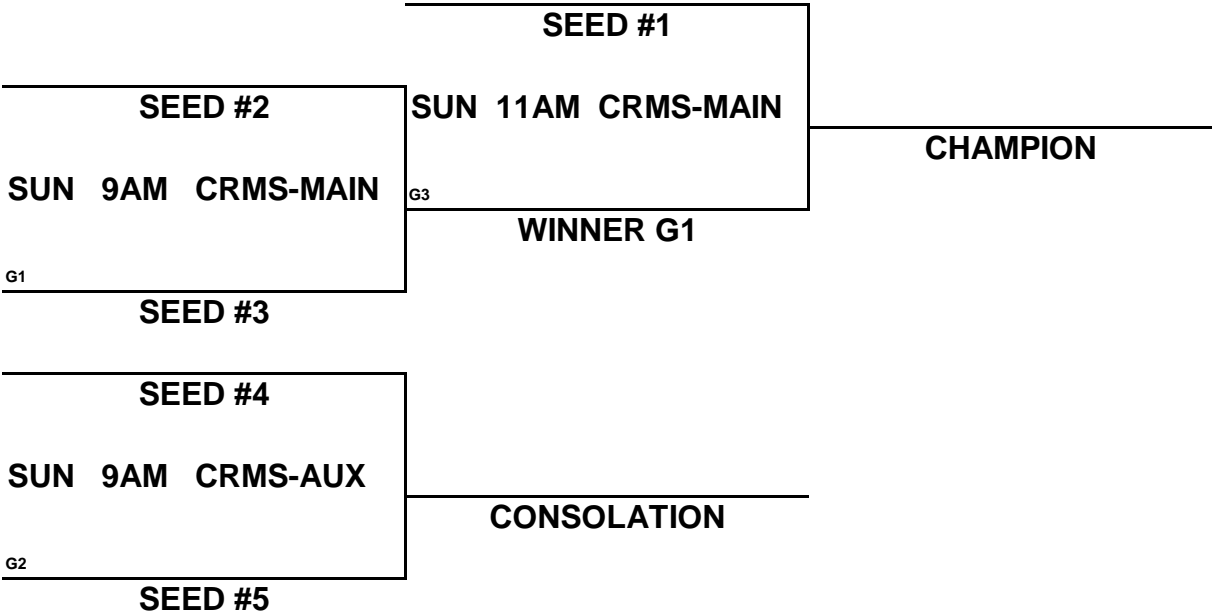 SEED #1
SEED #2
SUN 11AM CRMS-MAIN
CHAMPION
SUN 9AM CRMS-MAIN
G3
WINNER G1
G1
SEED #3
SEED #4
SUN 9AM CRMS-AUX
CONSOLATION
G2
SEED #5